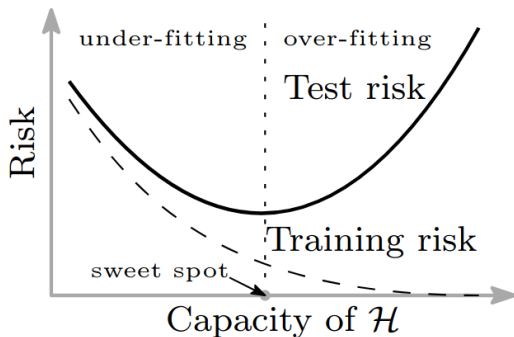 under-fitting
over-fitting
Test risk
Risk
Training risk
sweet spot
Capacity of ℋ